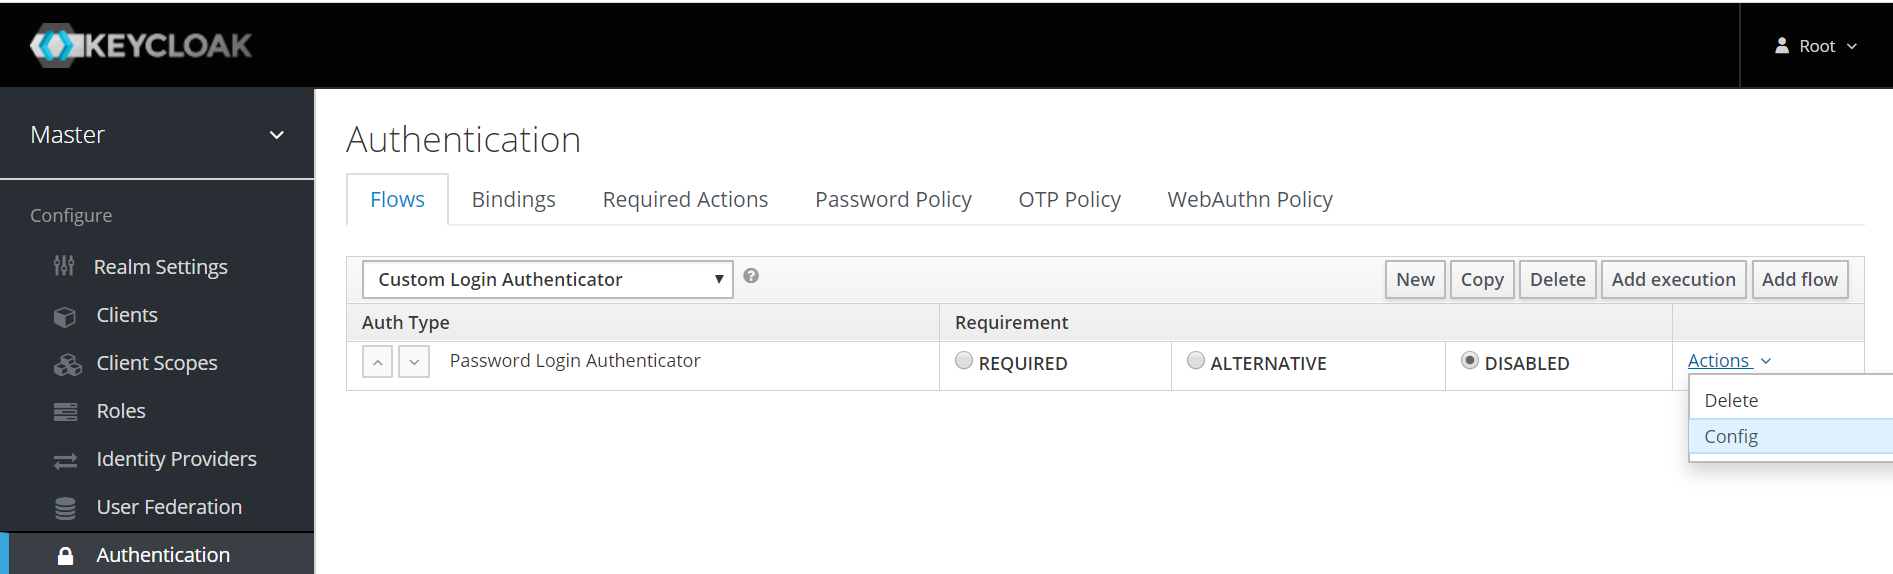 KEYCLOAK
Root
Master
Configure
Realm Settings
Clients
Client Scopes
Roles
Identity Providers
User Federation
Authentication
Authentication
Flows Bindings Required Actions Password Policy OTP Policy WebAuthn Policy
Custom Login Authenticator New Copy Delete Add execution Add flow
Auth Type Requirement
Password Login Authenticator REQUIRED ALTERNATIVE DISABLED Actions
Delete
Config